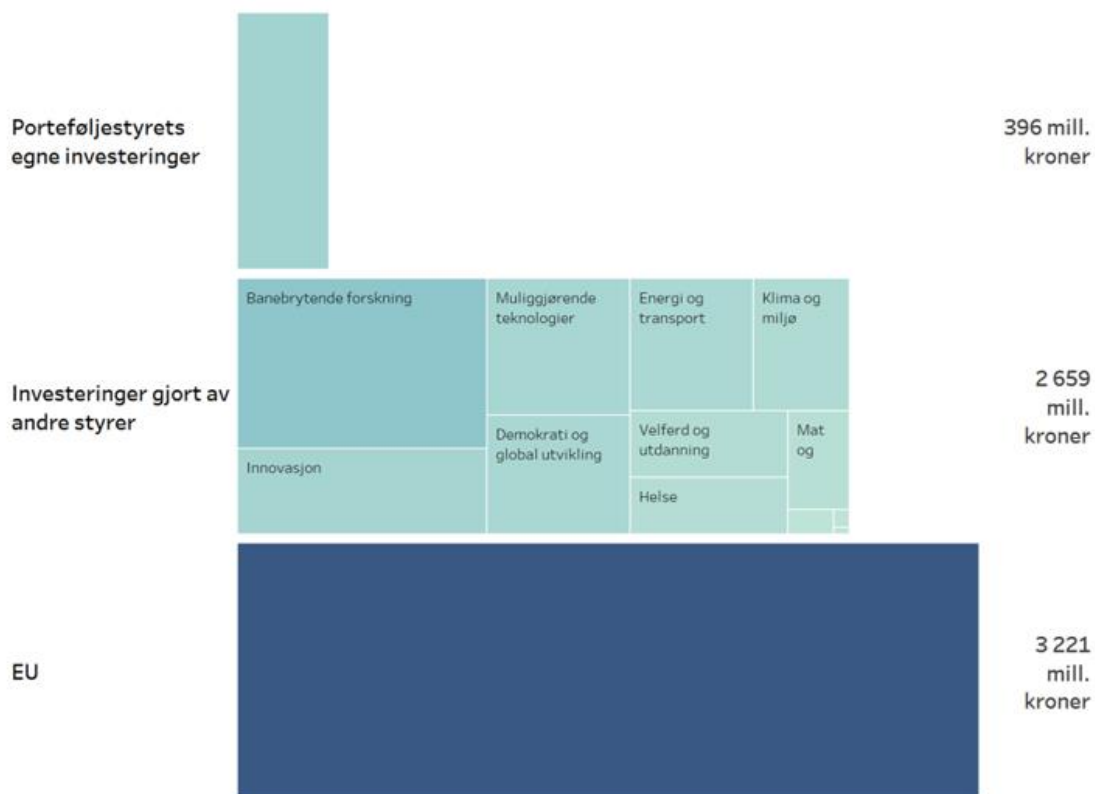 Porteføljestyrets
egne investeringer
396 mill.
kroner
Investeringer gjort av
andre styrer
Banebrytende forskning
Innovasjon
Muliggjørende
teknologier
Demokrati og
global utvikling
Energi og
transport
Klima og
miljø
Velferd og
utdanning
Helse
Mat
og
2 659
mill.
kroner
EU
3 221
mill.
kroner